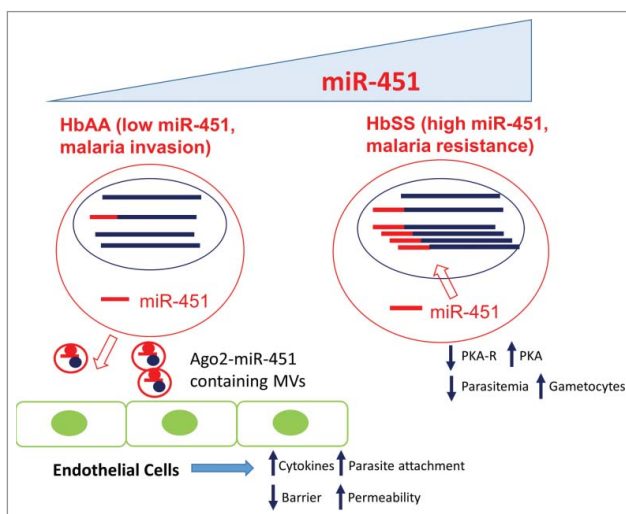 miR-451
HbAA (low miR-451,
malaria invasion)
HbSS (high miR-451,
malaria resistance)
miR-451
miR-451
Ago2-miR-451
containing MVs
PKA-R PKA
Parasitemia Gametocytes
Endothelial Cells
Cytokines Parasite attachment
Barrier Permeability